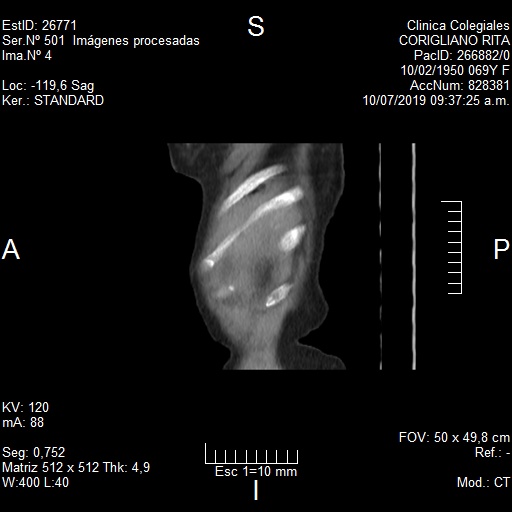 EstID: 26771
Ser.Nº 501 Imágenes procesadas
Ima.Nº 4
Loc: -119,6 Sag
Ker.: STANDARD
S
Clinica Colegiales
CORIGLIANO RITA
PacID: 266882/0
10/02/1950 069Y F
AccNum: 828381
10/07/2019 09:37:25 a.m.
A
P
KV: 120
mA: 88
Seg: 0,752
Matriz 512 x 512 Thk: 4,9
W:400 L:40
Esc 1=10 mm
I
FOV: 50 x 49,8 cm
Ref.: -
Mod.: CT